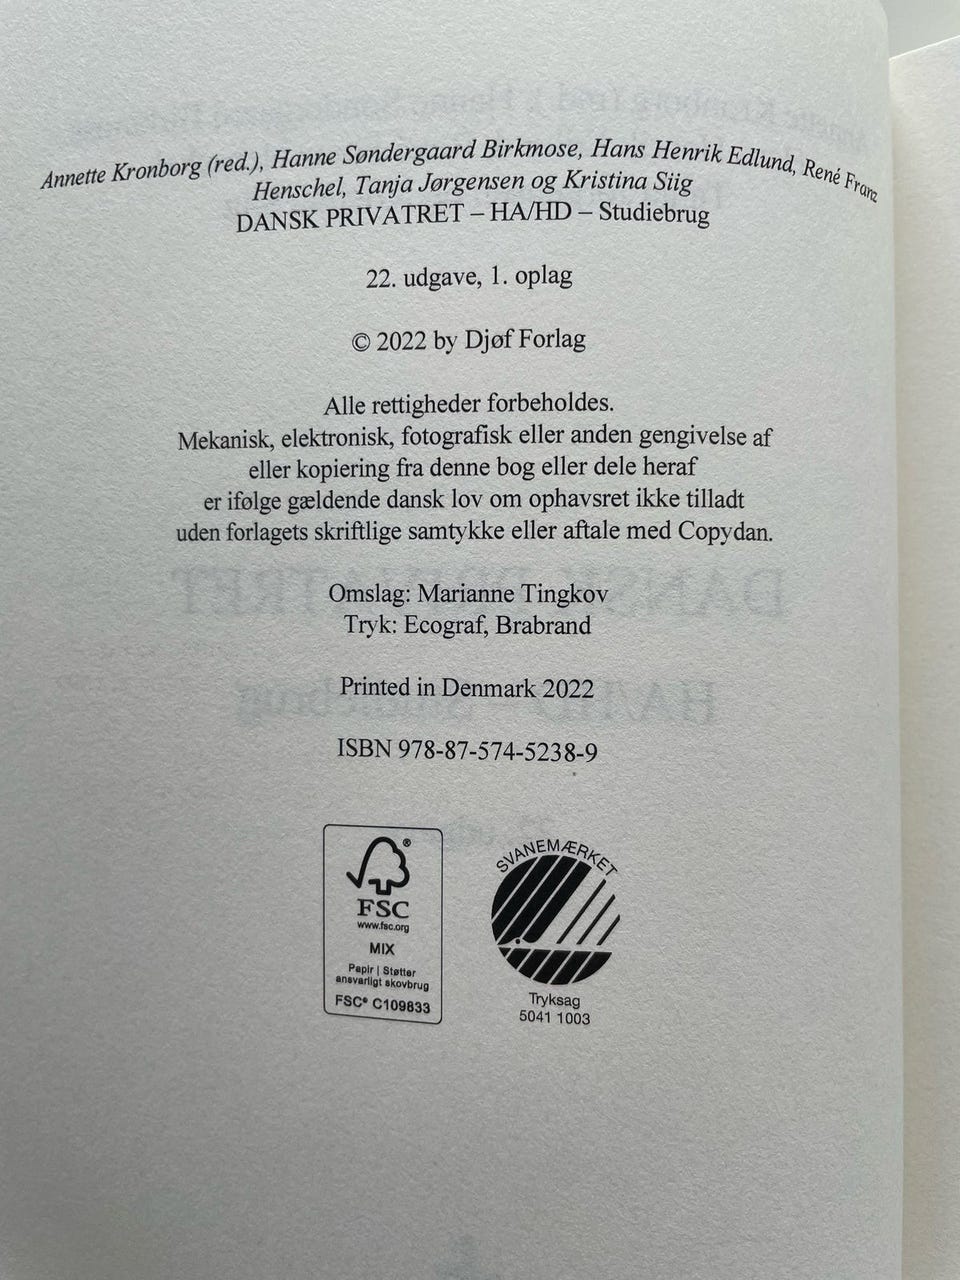 Annette Kronborg (red.), Hanne Søndergaard Birkmose, Hans Henrik Edlund, René Franz
Henschel, Tanja Jørgensen og Kristina Siig
DANSK PRIVATRET – HA/HD – Studiebrug
22. udgave, 1. oplag
© 2022 by Djøf Forlag
Alle rettigheder forbeholdes.
Mekanisk, elektronisk, fotografisk eller anden gengivelse af
eller kopiering fra denne bog eller dele heraf
er ifølge gældende dansk lov om ophavsret ikke tilladt
uden forlagets skriftlige samtykke eller aftale med Copydan.
Omslag: Marianne Tingkov
Tryk: Ecograf, Brabrand
Printed in Denmark 2022
ISBN 978-87-574-5238-9
®
FSC
www.fsc.org
MIX
Papir | Støtter
ansvarligt skovbrug
FSC® C109833
SVANEMÆRKET
Tryksag
5041 1003